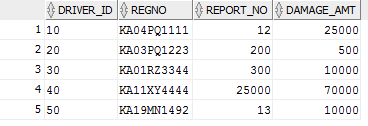 DRIVER_ID REGNO REPORT_NO DAMAGE_AMT
1 10 KA04PQ1111 12 25000
2 20 KA03PQ1223 200 500
3 30 KA01RZ3344 300 10000
4 40 KA11XY4444 25000 70000
5 50 KA19MN1492 13 10000